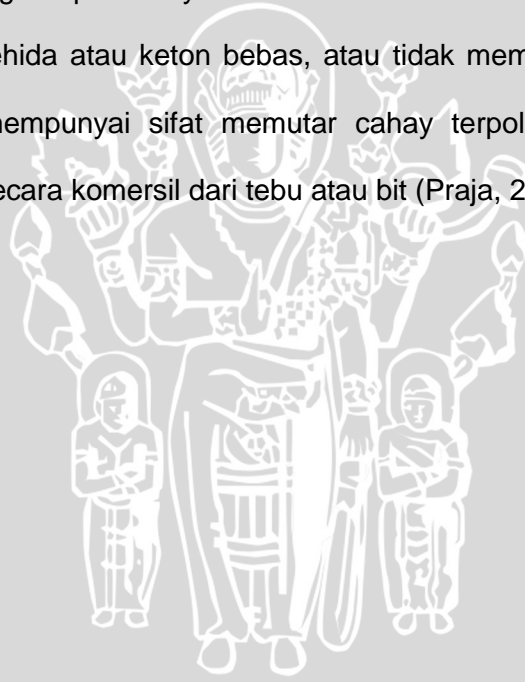 ehida atau keton bebas, atau tidak mem
empunyai sifat memutar cahay terpol
ecara komersil dari tebu atau bit (Praja, 2